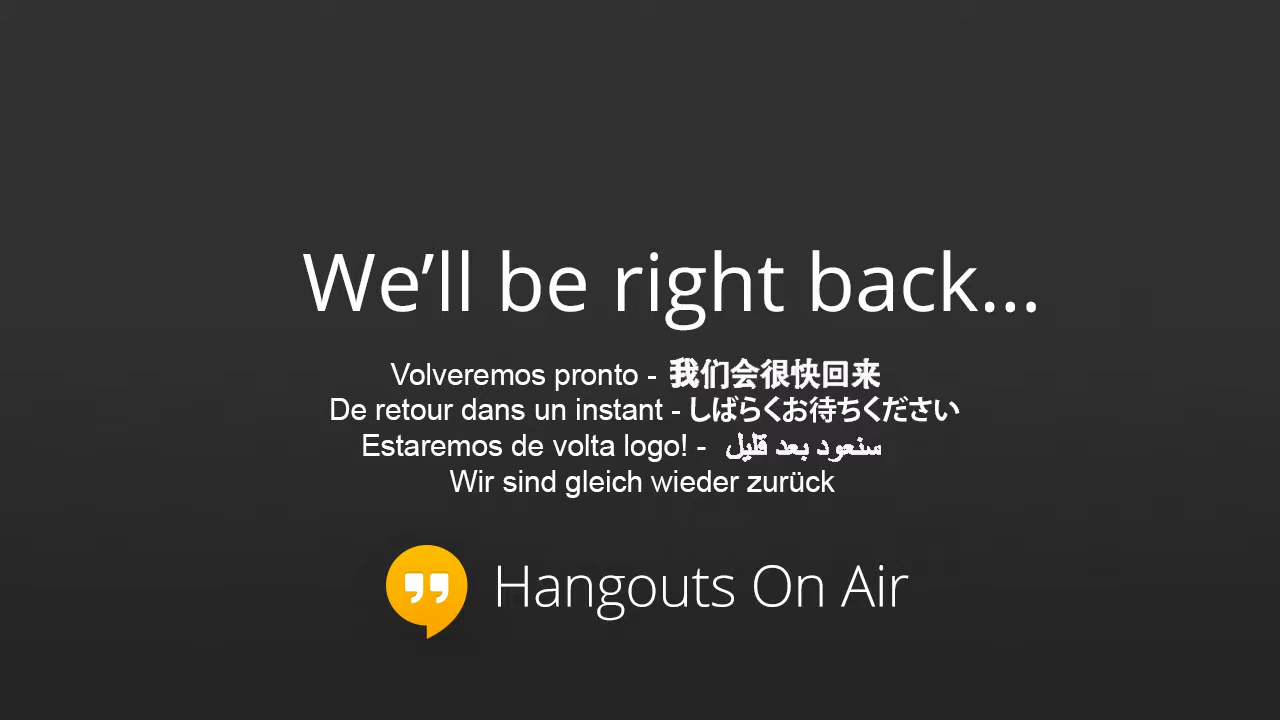 We’ll be right back...
Volveremos pronto - 我们会很快回来
De retour dans un instant - しばらくお待ちください
Estaremos de volta logo! - سنعود بعد قليل
Wir sind gleich wieder zurück
Hangouts On Air